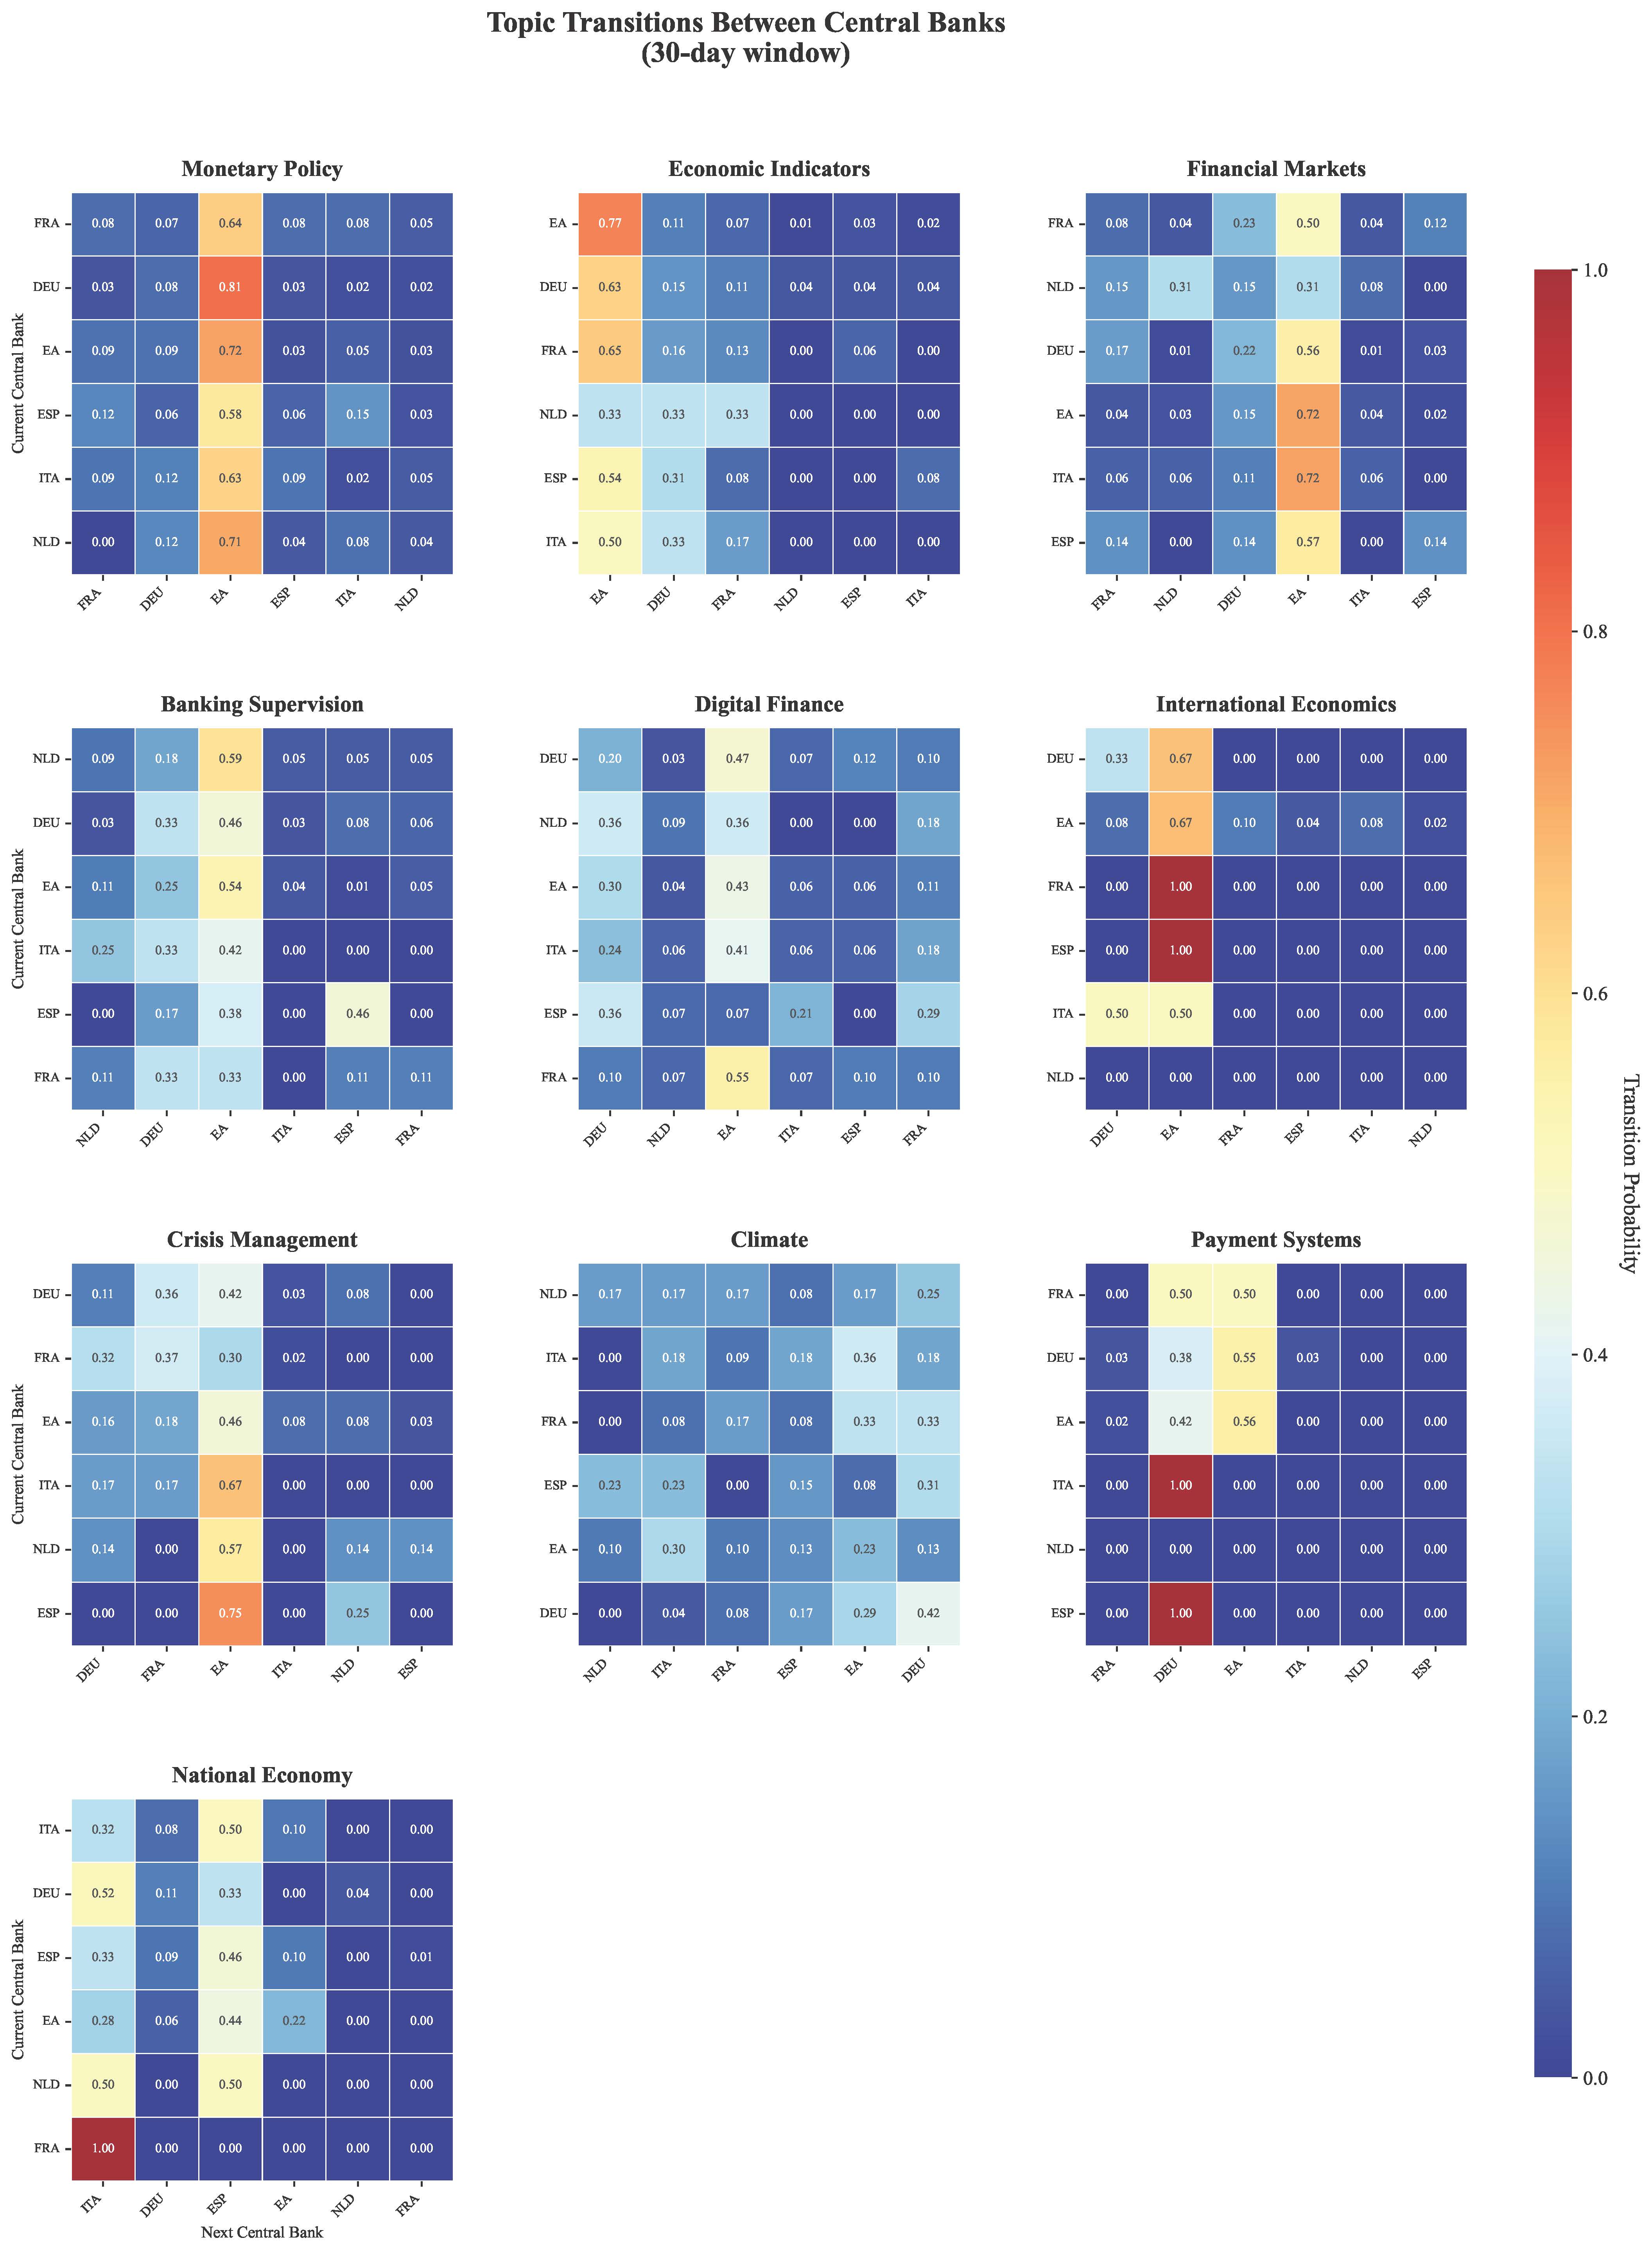 Topic Transitions Between Central Banks
(30-day window)
Monetary Policy
Current Central Bank
FRA 0.08 0.07 0.64 0.08 0.08 0.05
DEU 0.03 0.08 0.81 0.03 0.02 0.02
EA 0.09 0.09 0.72 0.03 0.05 0.03
ESP 0.12 0.06 0.58 0.06 0.15 0.03
ITA 0.09 0.12 0.63 0.09 0.02 0.05
NLD 0.00 0.12 0.71 0.04 0.08 0.04
FRA DEU EA ESP ITA NLD
Economic Indicators
EA 0.77 0.11 0.07 0.01 0.03 0.02
DEU 0.63 0.15 0.11 0.04 0.04 0.04
FRA 0.65 0.16 0.13 0.00 0.06 0.00
NLD 0.33 0.33 0.33 0.00 0.00 0.00
ESP 0.54 0.31 0.08 0.00 0.00 0.08
ITA 0.50 0.33 0.17 0.00 0.00 0.00
EA DEU FRA NLD ESP ITA
Financial Markets
FRA 0.08 0.04 0.23 0.50 0.04 0.12
NLD 0.15 0.31 0.15 0.31 0.08 0.00
DEU 0.17 0.01 0.22 0.56 0.01 0.03
EA 0.04 0.03 0.15 0.72 0.04 0.02
ITA 0.06 0.06 0.11 0.72 0.06 0.00
ESP 0.14 0.00 0.14 0.57 0.00 0.14
FRA NLD DEU EA ITA ESP
Banking Supervision
Current Central Bank
NLD 0.09 0.18 0.59 0.05 0.05 0.05
DEU 0.03 0.33 0.46 0.03 0.08 0.06
EA 0.11 0.25 0.54 0.04 0.01 0.05
ITA 0.25 0.33 0.42 0.00 0.00 0.00
ESP 0.00 0.17 0.38 0.00 0.46 0.00
FRA 0.11 0.33 0.33 0.00 0.11 0.11
NLD DEU EA ITA ESP FRA
Digital Finance
DEU 0.20 0.03 0.47 0.07 0.12 0.10
NLD 0.36 0.09 0.36 0.00 0.00 0.18
EA 0.30 0.04 0.43 0.06 0.06 0.11
ITA 0.24 0.06 0.41 0.06 0.06 0.18
ESP 0.36 0.07 0.07 0.21 0.00 0.29
FRA 0.10 0.07 0.55 0.07 0.10 0.10
DEU NLD EA ITA ESP FRA
International Economics
DEU 0.33 0.67 0.00 0.00 0.00 0.00
EA 0.08 0.67 0.10 0.04 0.08 0.02
FRA 0.00 1.00 0.00 0.00 0.00 0.00
ESP 0.00 1.00 0.00 0.00 0.00 0.00
ITA 0.50 0.50 0.00 0.00 0.00 0.00
NLD 0.00 0.00 0.00 0.00 0.00 0.00
DEU EA FRA ESP ITA NLD
Crisis Management
Current Central Bank
DEU 0.11 0.36 0.42 0.03 0.08 0.00
FRA 0.32 0.37 0.30 0.02 0.00 0.00
EA 0.16 0.18 0.46 0.08 0.08 0.03
ITA 0.17 0.17 0.67 0.00 0.00 0.00
NLD 0.14 0.00 0.57 0.00 0.14 0.14
ESP 0.00 0.00 0.75 0.00 0.25 0.00
DEU FRA EA ITA NLD ESP
Climate
NLD 0.17 0.17 0.17 0.08 0.17 0.25
ITA 0.00 0.18 0.09 0.18 0.36 0.18
FRA 0.00 0.08 0.17 0.08 0.33 0.33
ESP 0.23 0.23 0.00 0.15 0.08 0.31
EA 0.10 0.30 0.10 0.13 0.23 0.13
DEU 0.00 0.04 0.08 0.17 0.29 0.42
NLD ITA FRA ESP EA DEU
Payment Systems
FRA 0.00 0.50 0.50 0.00 0.00 0.00
DEU 0.03 0.38 0.55 0.03 0.00 0.00
EA 0.02 0.42 0.56 0.00 0.00 0.00
ITA 0.00 1.00 0.00 0.00 0.00 0.00
NLD 0.00 0.00 0.00 0.00 0.00 0.00
ESP 0.00 1.00 0.00 0.00 0.00 0.00
FRA DEU EA ITA NLD ESP
National Economy
Current Central Bank
ITA 0.32 0.08 0.50 0.10 0.00 0.00
DEU 0.52 0.11 0.33 0.00 0.04 0.00
ESP 0.33 0.09 0.46 0.10 0.00 0.01
EA 0.28 0.06 0.44 0.22 0.00 0.00
NLD 0.50 0.00 0.50 0.00 0.00 0.00
FRA 1.00 0.00 0.00 0.00 0.00 0.00
ITA DEU ESP EA NLD FRA
Next Central Bank
1.0
0.8
0.6
0.4
0.2
0.0
Transition Probability